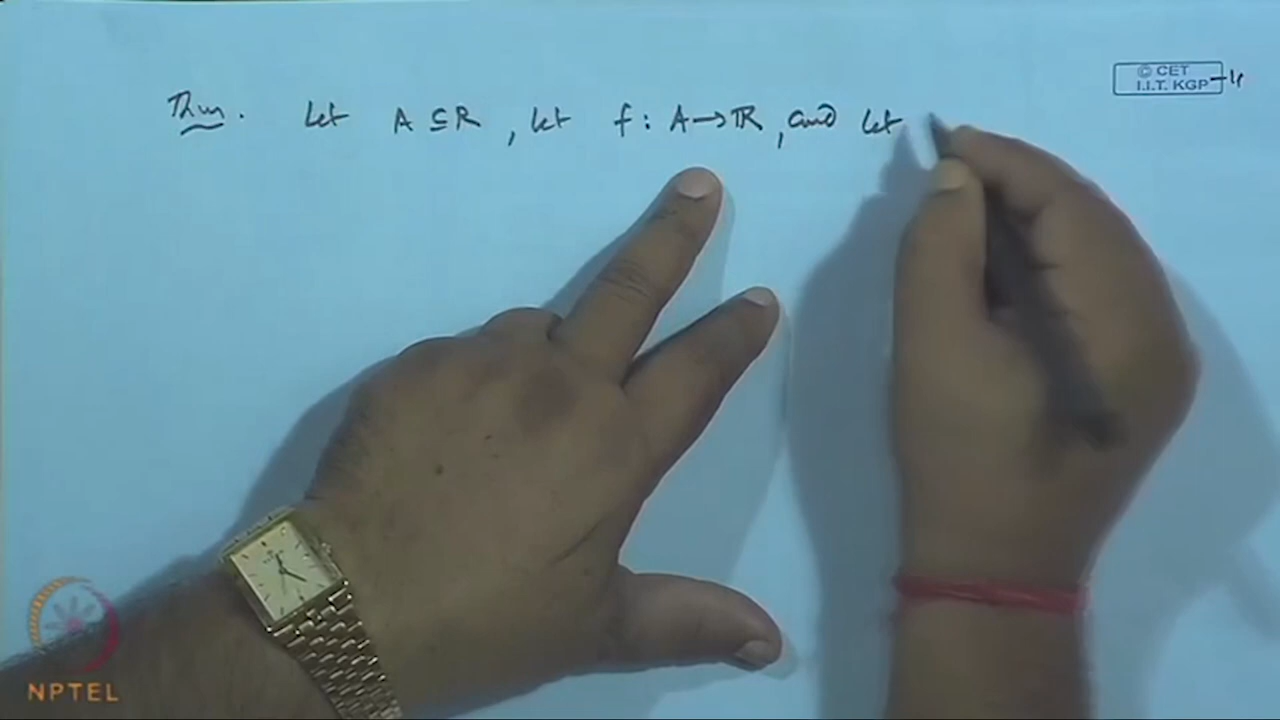 Thm. Let A ⊆ R, let f: A → R, and let
© CET
I.I.T. KGP
NPTEL